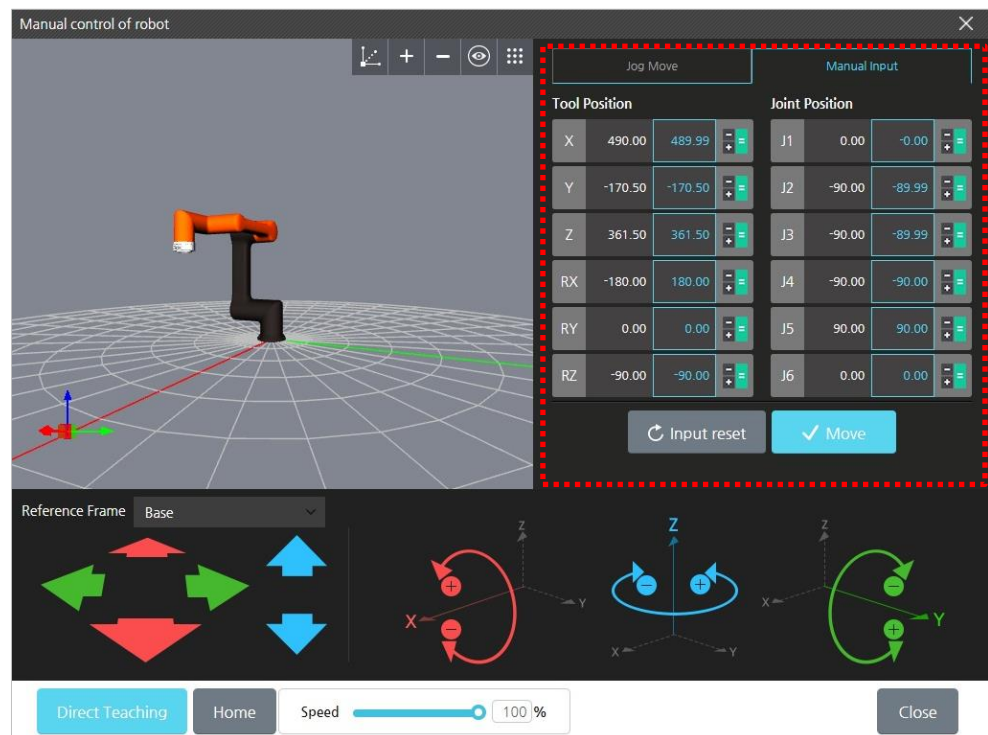 Manual control of robot
Jog Move Manual Input
Tool Position Joint Position
X 490.00 489.99 - + = J1 0.00 -0.00 - + =
Y -170.50 -170.50 - + = J2 -90.00 -89.99 - + =
Z 361.50 361.50 - + = J3 -90.00 -89.99 - + =
RX -180.00 180.00 - + = J4 -90.00 -90.00 - + =
RY 0.00 0.00 - + = J5 90.00 90.00 - + =
RZ -90.00 -90.00 - + = J6 0.00 0.00 - + =
Input reset Move
Reference Frame Base
Z Z Z
+ - + -
X Y X Y X Y
- +
Direct Teaching Home Speed 100 % Close